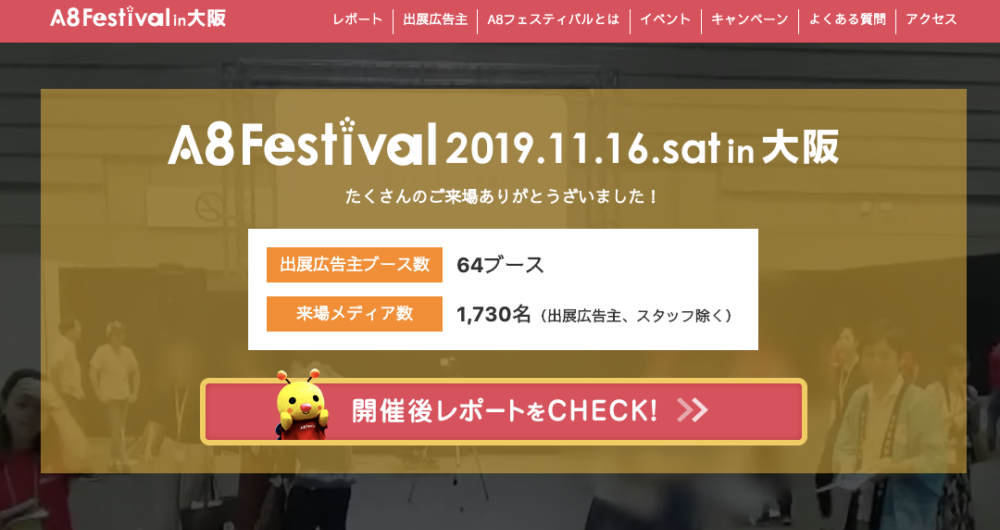 A8Festival in 大阪
レポート
出展広告主
A8フェスティバルとは
イベント
キャンペーン
よくある質問
アクセス
A8Festival 2019.11.16.sat in 大阪
たくさんのご来場ありがとうざいました！
出展広告主ブース数 64ブース
来場メディア数 1,730名（出展広告主、スタッフ除く）
開催後レポートをCHECK!